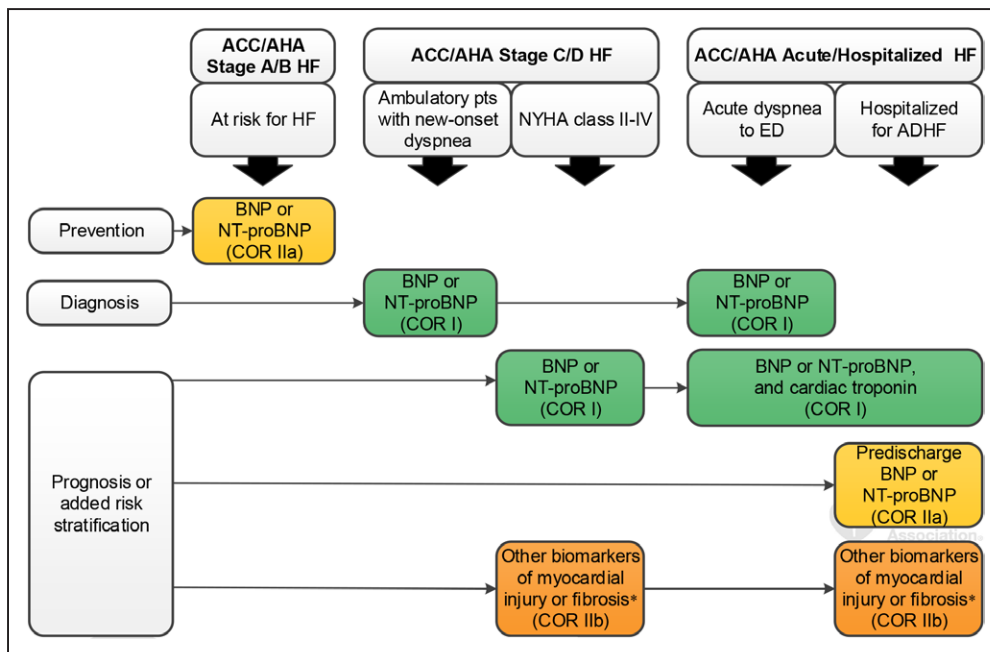 ACC/AHA
Stage A/B HF
ACC/AHA Stage C/D HF
ACC/AHA Acute/Hospitalized HF
At risk for HF
Ambulatory pts
with new-onset
dyspnea
NYHA class II-IV
Acute dyspnea
to ED
Hospitalized
for ADHF
Prevention
BNP or
NT-proBNP
(COR IIa)
Diagnosis
BNP or
NT-proBNP
(COR I)
BNP or
NT-proBNP
(COR I)
Prognosis or
added risk
stratification
BNP or
NT-proBNP
(COR I)
BNP or NT-proBNP,
and cardiac troponin
(COR I)
Predischarge
BNP or
NT-proBNP
(COR IIa)
Association®
Other biomarkers
of myocardial
injury or fibrosis*
(COR IIb)
Other biomarkers
of myocardial
injury or fibrosis*
(COR IIb)